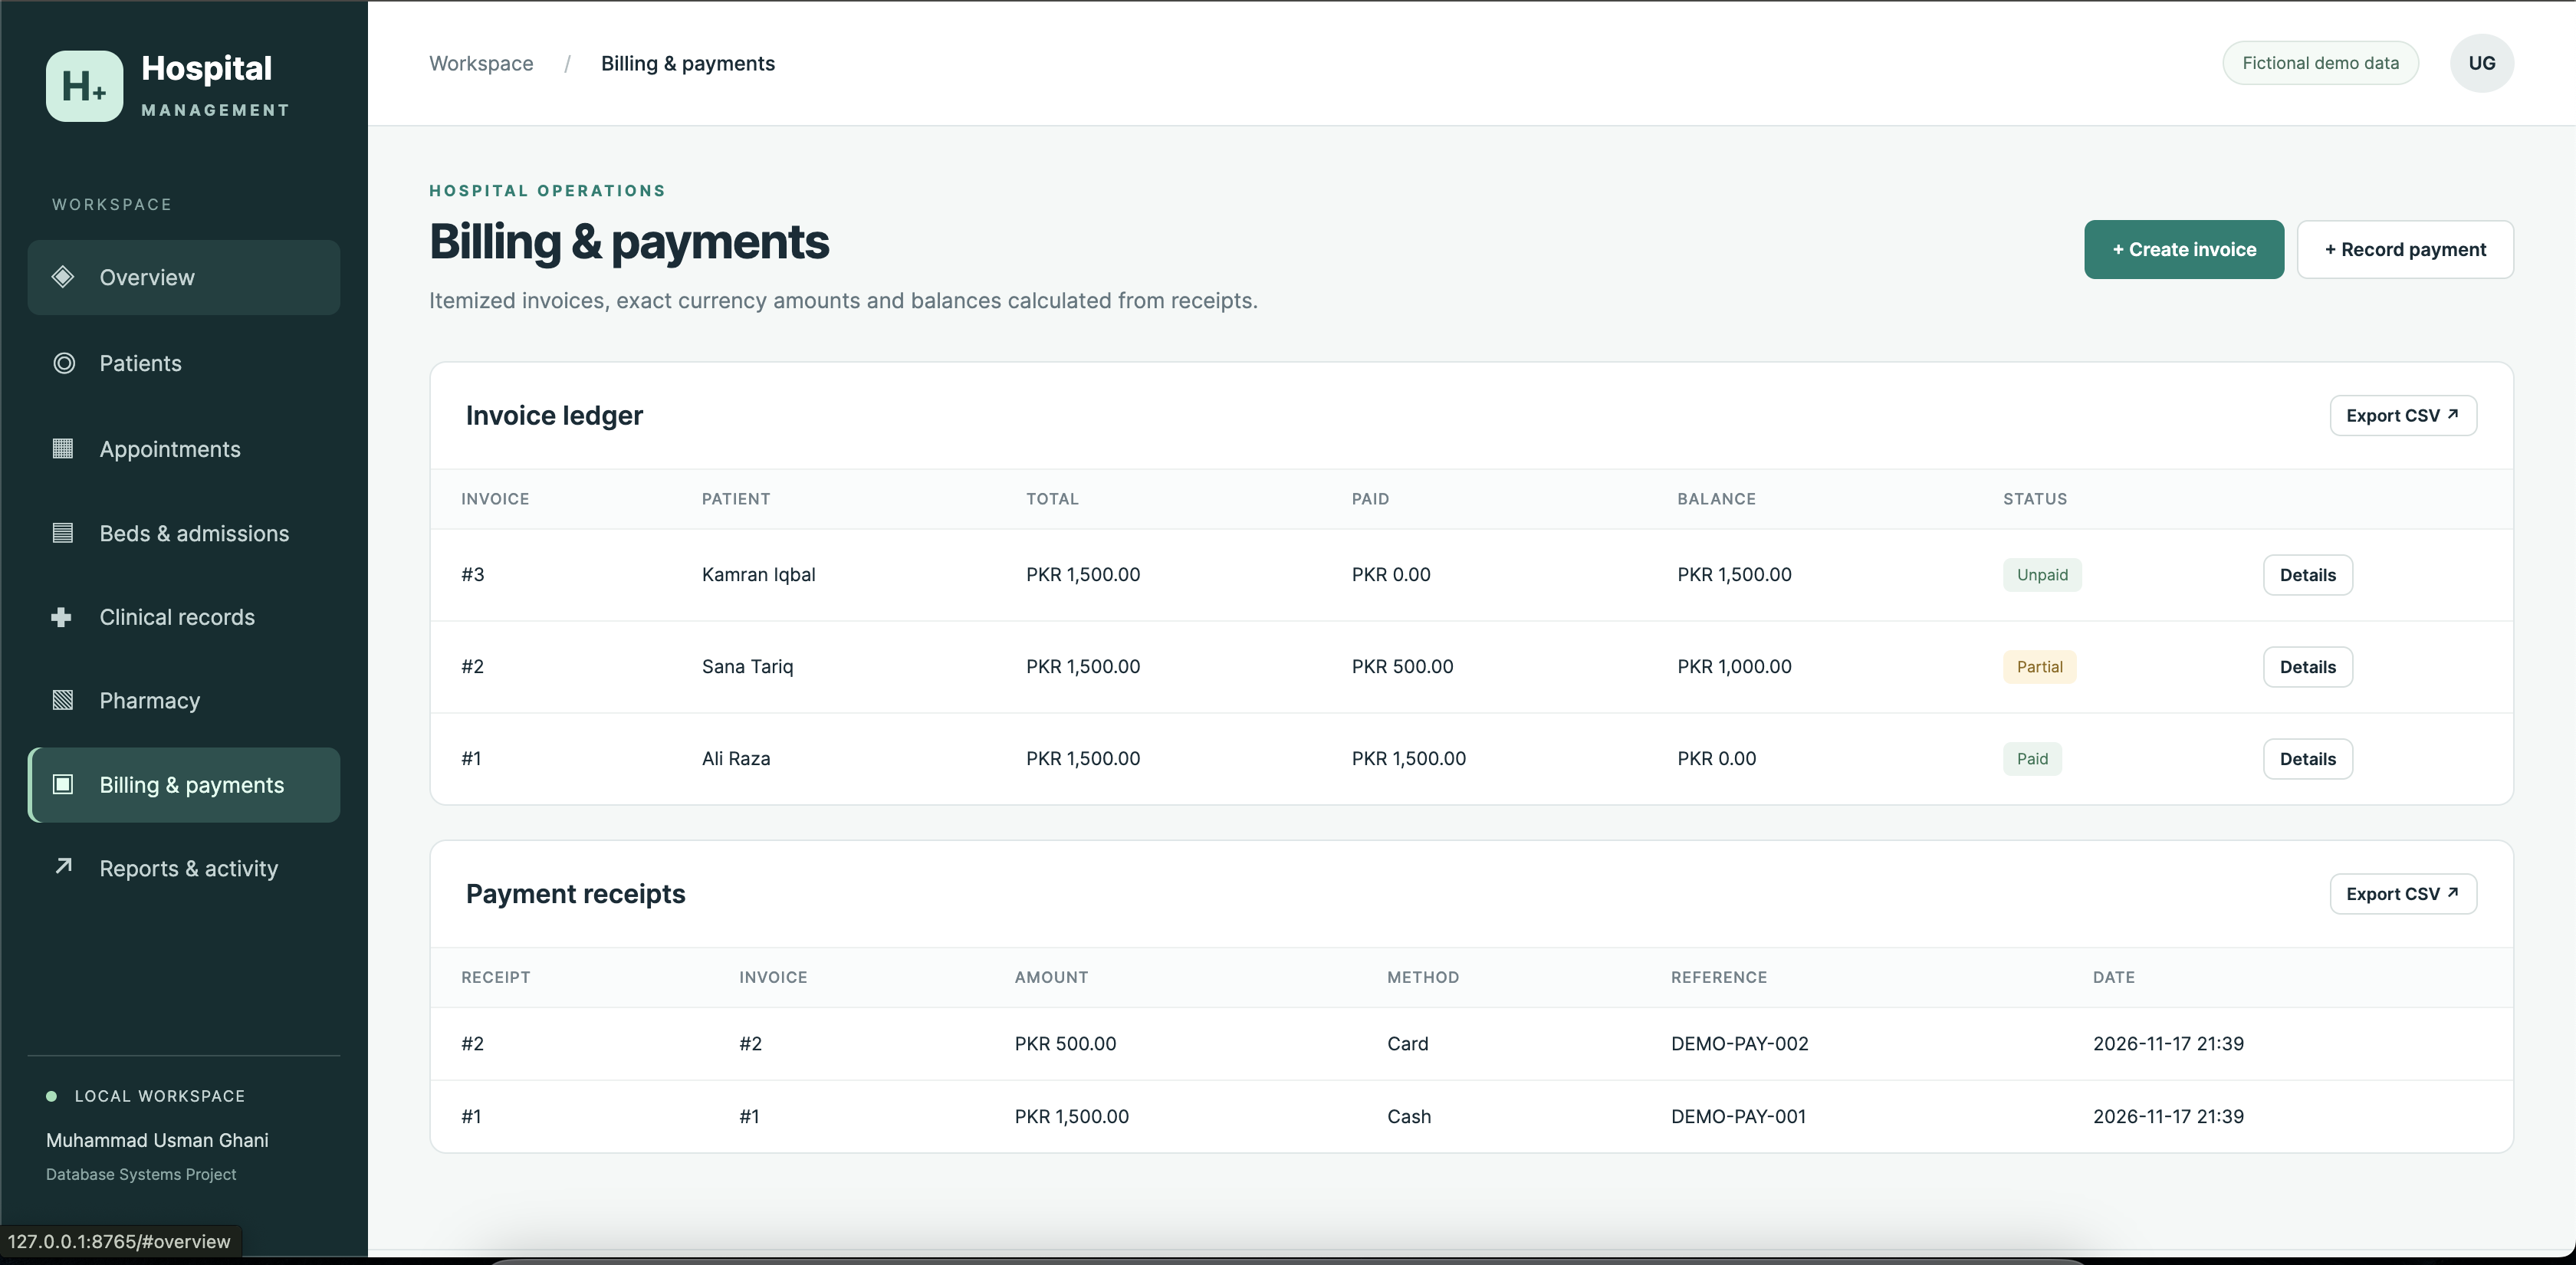 H+
Hospital
MANAGEMENT
WORKSPACE
Overview
Patients
Appointments
Beds & admissions
Clinical records
Pharmacy
Billing & payments
Reports & activity
LOCAL WORKSPACE
Muhammad Usman Ghani
Database Systems Project
127.0.0.1:8765/#overview
Workspace / Billing & payments
Fictional demo data
UG
HOSPITAL OPERATIONS
Billing & payments
Itemized invoices, exact currency amounts and balances calculated from receipts.
+ Create invoice
+ Record payment
Invoice ledger
Export CSV ↗
INVOICE PATIENT TOTAL PAID BALANCE STATUS
#3 Kamran Iqbal PKR 1,500.00 PKR 0.00 PKR 1,500.00 Unpaid Details
#2 Sana Tariq PKR 1,500.00 PKR 500.00 PKR 1,000.00 Partial Details
#1 Ali Raza PKR 1,500.00 PKR 1,500.00 PKR 0.00 Paid Details
Payment receipts
Export CSV ↗
RECEIPT INVOICE AMOUNT METHOD REFERENCE DATE
#2 #2 PKR 500.00 Card DEMO-PAY-002 2026-11-17 21:39
#1 #1 PKR 1,500.00 Cash DEMO-PAY-001 2026-11-17 21:39